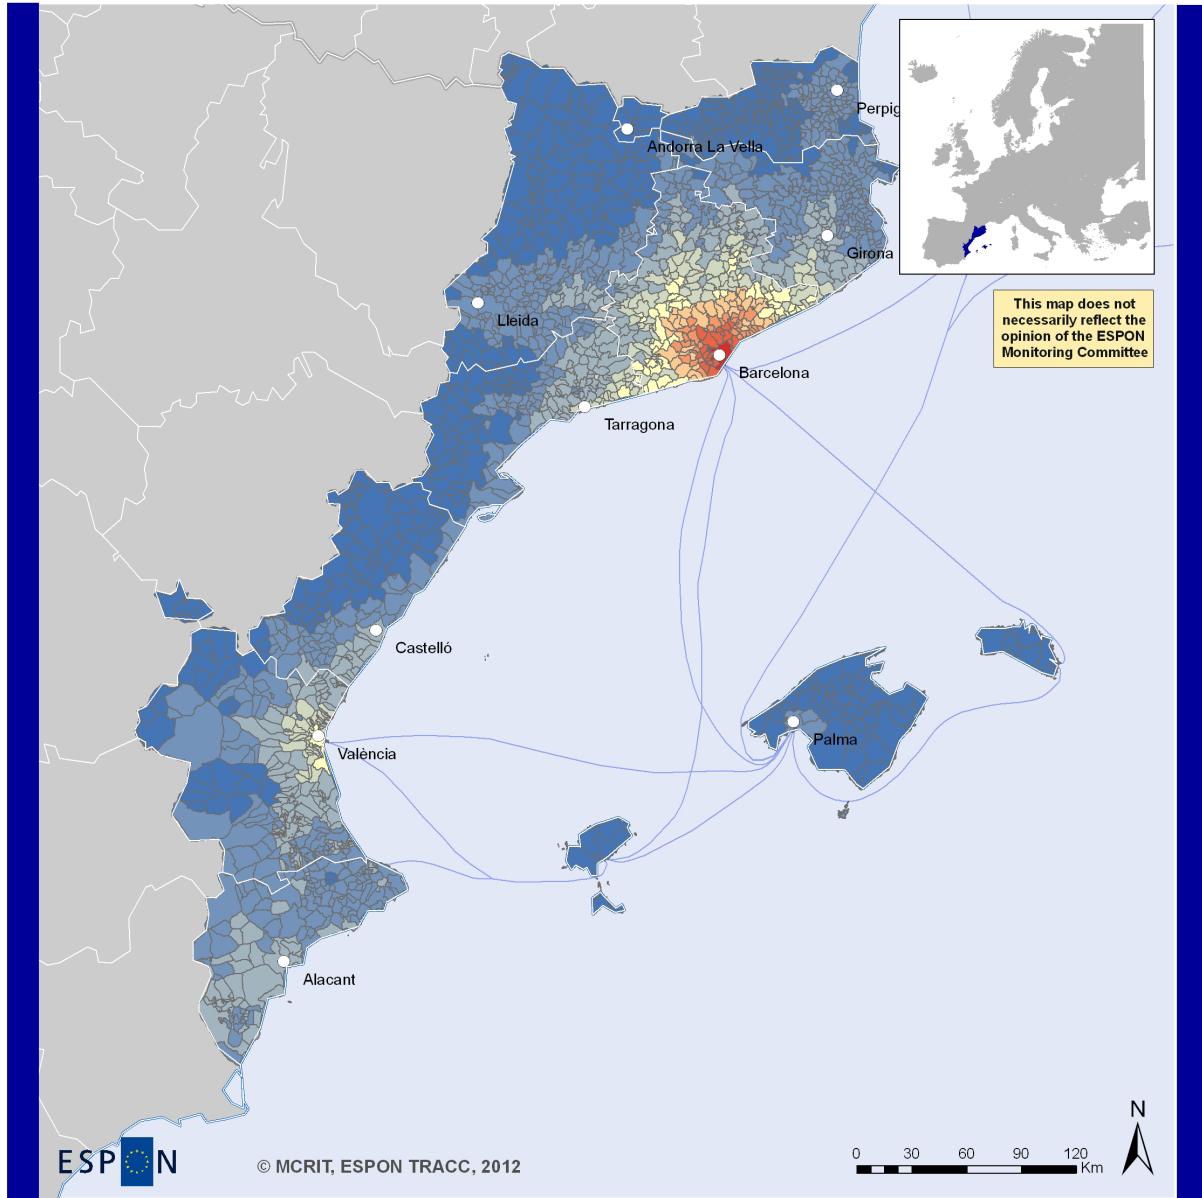 Perpig
Andorra La Vella
Girona
Lleida
This map does not
necessarily reflect the
opinion of the ESPON
Monitoring Committee
Barcelona
Tarragona
Castelló
Palma
València
Alacant
N
ESPON
© MCRIT, ESPON TRACC, 2012
0 30 60 90 120
Km